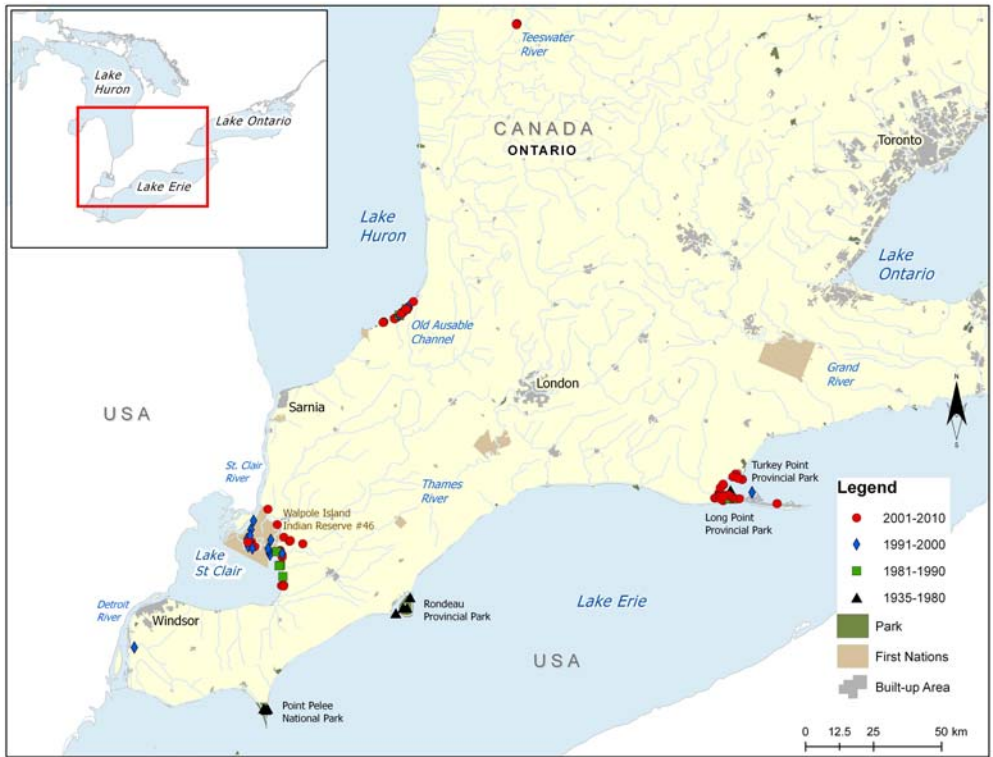 Lake
Huron
Lake Ontario
Lake Erie
Teeswater
River
CANADA
ONTARIO
Toronto
Lake
Huron
Lake
Ontario
Old Ausable
Channel
London
Grand
River
Sarnia
USA
St. Clair
River
Thames
River
Turkey Point
Provincial Park
Long Point
Provincial Park
Walpole Island
Indian Reserve #46
Lake
St Clair
Detroit
River
Windsor
Rondeau
Provincial Park
Lake Erie
USA
Point Pelee
National Park
N
S
Legend
2001-2010
1991-2000
1981-1990
1935-1980
Park
First Nations
Built-up Area
0 12.5 25 50 km